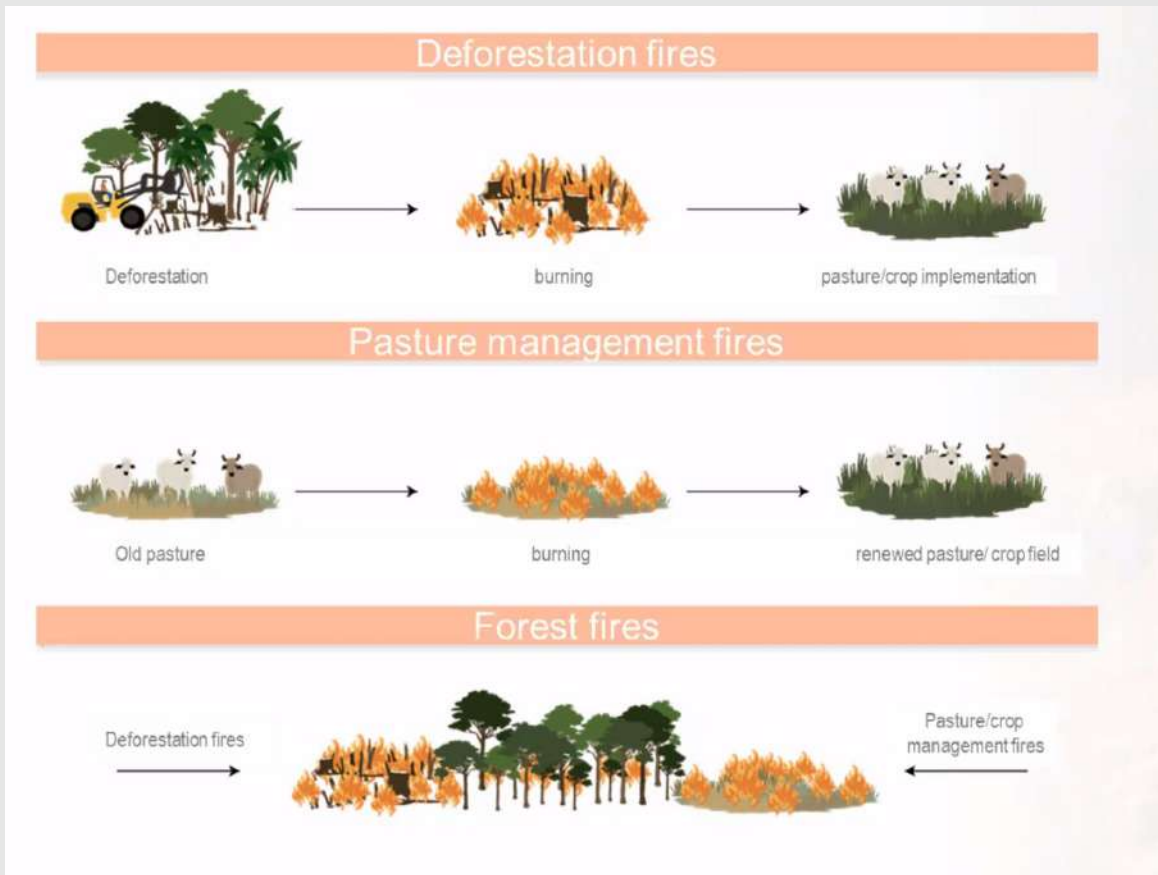 Deforestation fires
Deforestation
burning
pasture/crop implementation
Pasture management fires
Old pasture
burning
renewed pasture/ crop field
Forest fires
Deforestation fires
Pasture/crop
management fires